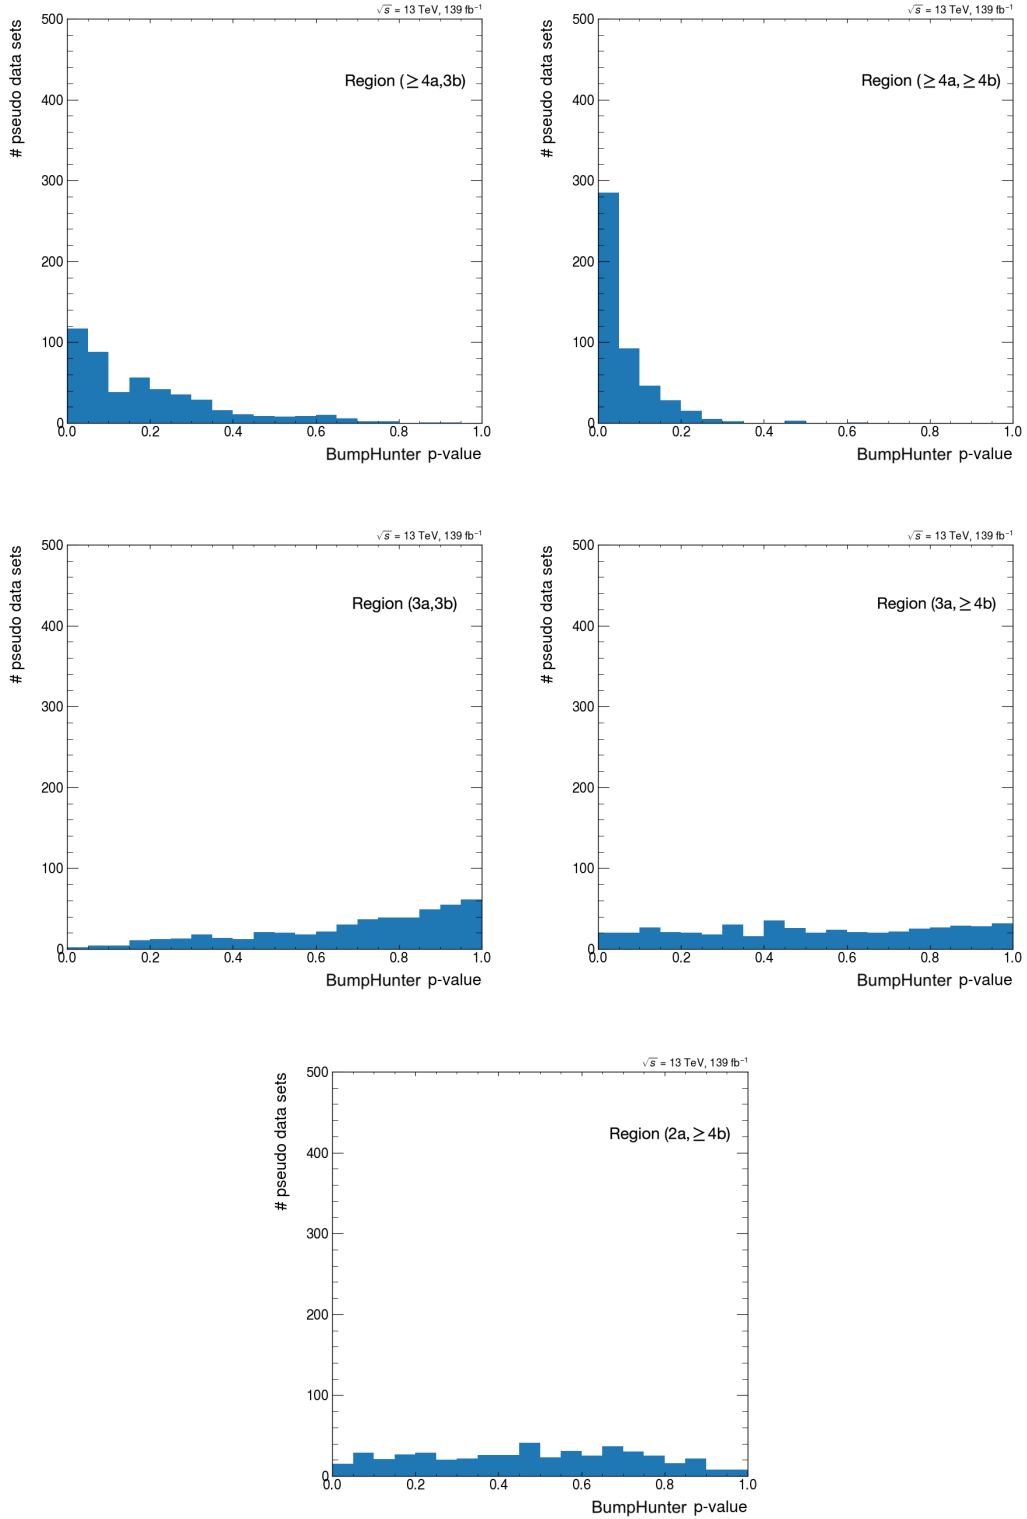 √s = 13 TeV, 139 fb⁻¹
# pseudo data sets
Region (≥ 4a,3b)
500
400
300
200
100
0
0.0 0.2 0.4 0.6 0.8 1.0
BumpHunter p-value
√s = 13 TeV, 139 fb⁻¹
# pseudo data sets
Region (≥ 4a, ≥ 4b)
500
400
300
200
100
0
0.0 0.2 0.4 0.6 0.8 1.0
BumpHunter p-value
√s = 13 TeV, 139 fb⁻¹
# pseudo data sets
Region (3a,3b)
500
400
300
200
100
0
0.0 0.2 0.4 0.6 0.8 1.0
BumpHunter p-value
√s = 13 TeV, 139 fb⁻¹
# pseudo data sets
Region (3a, ≥ 4b)
500
400
300
200
100
0
0.0 0.2 0.4 0.6 0.8 1.0
BumpHunter p-value
√s = 13 TeV, 139 fb⁻¹
# pseudo data sets
Region (2a, ≥ 4b)
500
400
300
200
100
0
0.0 0.2 0.4 0.6 0.8 1.0
BumpHunter p-value